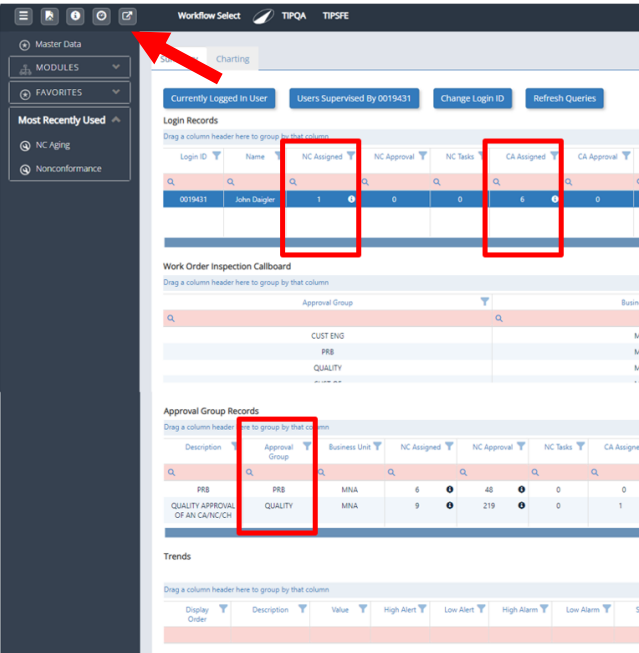 Workflow Select TIPQA TIPSFE
Master Data
MODULES
FAVORITES
Most Recently Used
NC Aging
Nonconformance
Charting
Currently Logged In User Users Supervised By 0019431 Change Login ID Refresh Queries
Login Records
Drag a column header here to group by that column
Login ID Name NC Assigned NC Approval NC Tasks CA Assigned CA Approval
0019431 John Daigler 1 0 0 6 0
Work Order Inspection Callboard
Drag a column header here to group by that column
Approval Group Busin
CUST ENG M
PRB M
QUALITY M
Approval Group Records
Drag a column header here to group by that column
Description Approval Group Business Unit NC Assigned NC Approval NC Tasks CA Assigne
PRB PRB MNA 6 48 0 0
QUALITY APPROVAL OF AN CA/NC/CH QUALITY MNA 9 219 0 1
Trends
Drag a column header here to group by that column
Display Order Description Value High Alert Low Alert High Alarm Low Alarm S